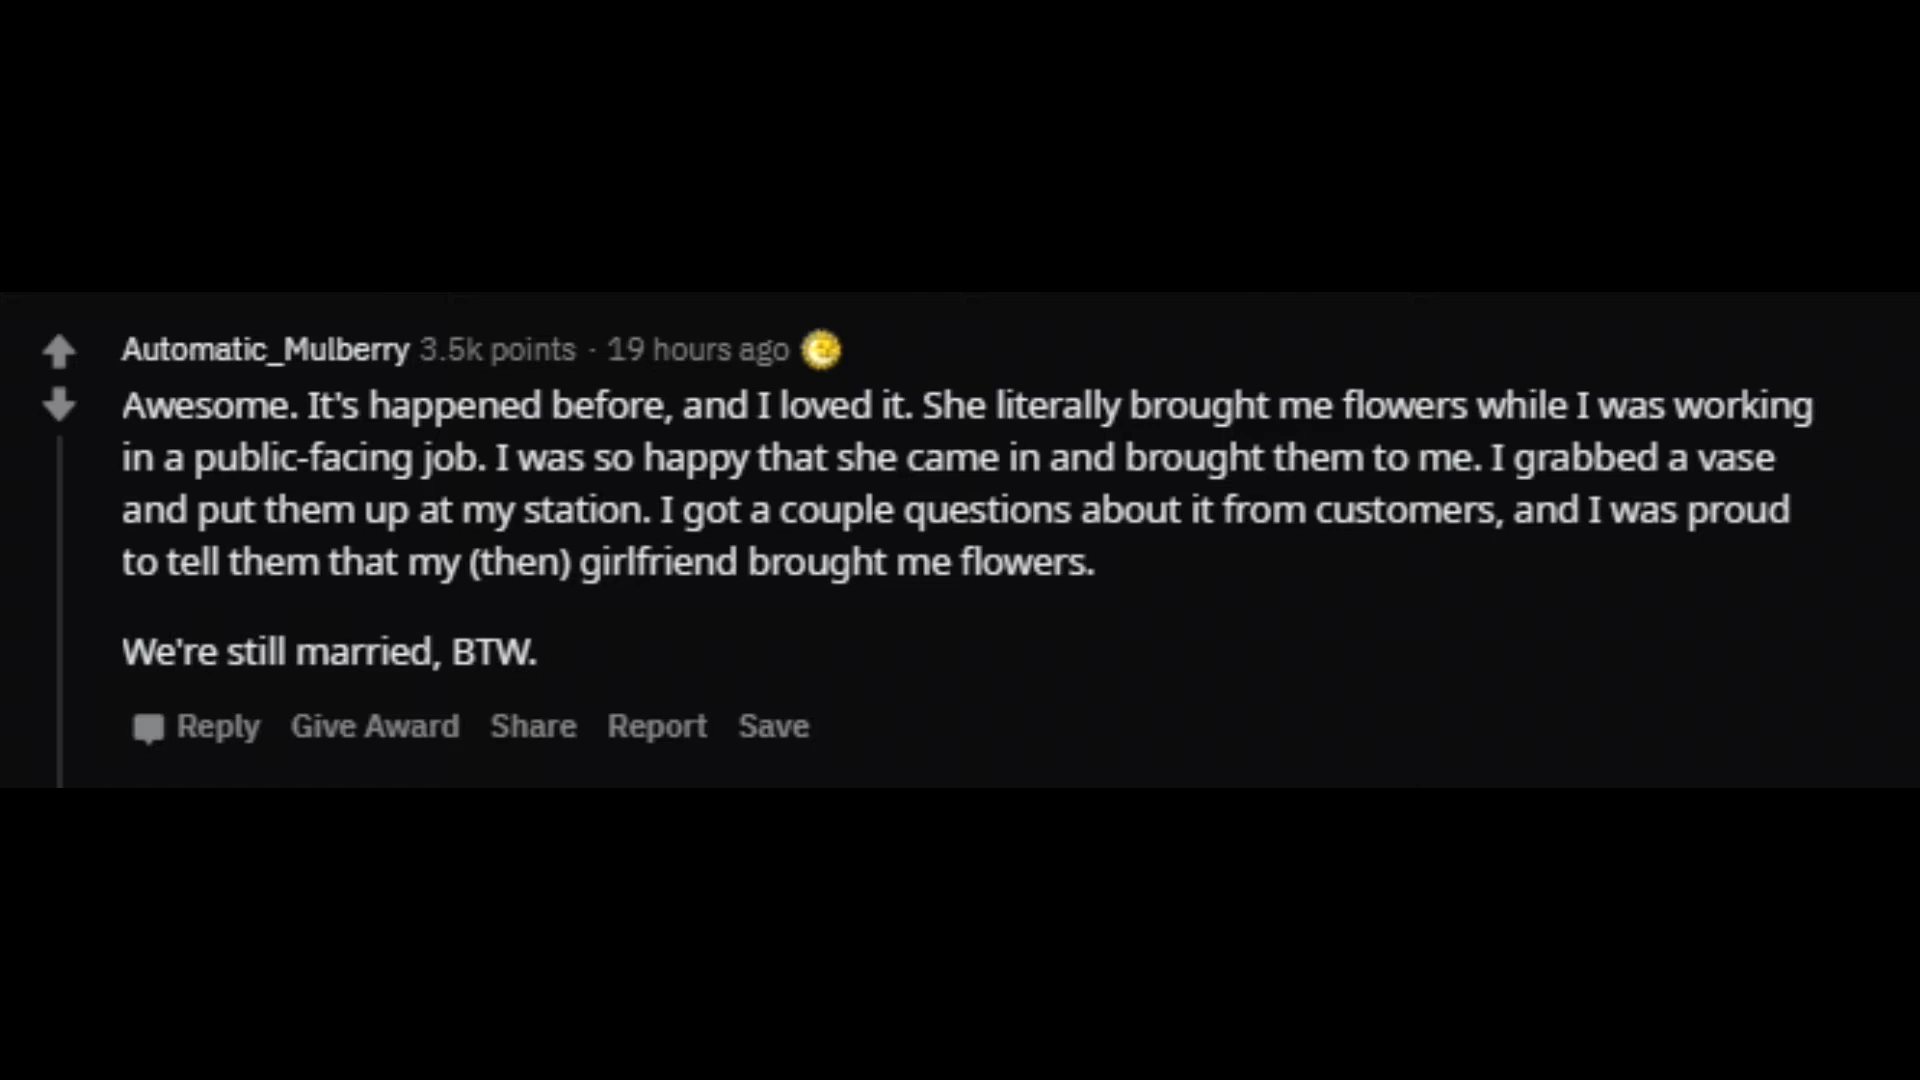 Automatic_Mulberry 3.5k points · 19 hours ago
Awesome. It's happened before, and I loved it. She literally brought me flowers while I was working
in a public-facing job. I was so happy that she came in and brought them to me. I grabbed a vase
and put them up at my station. I got a couple questions about it from customers, and I was proud
to tell them that my (then) girlfriend brought me flowers.
We're still married, BTW.
Reply Give Award Share Report Save